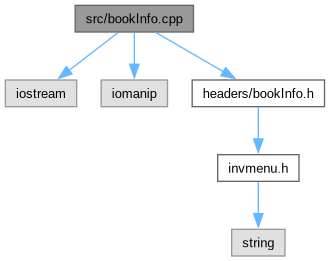 src/bookInfo.cpp
iostream
iomanip
headers/bookInfo.h
invmenu.h
string